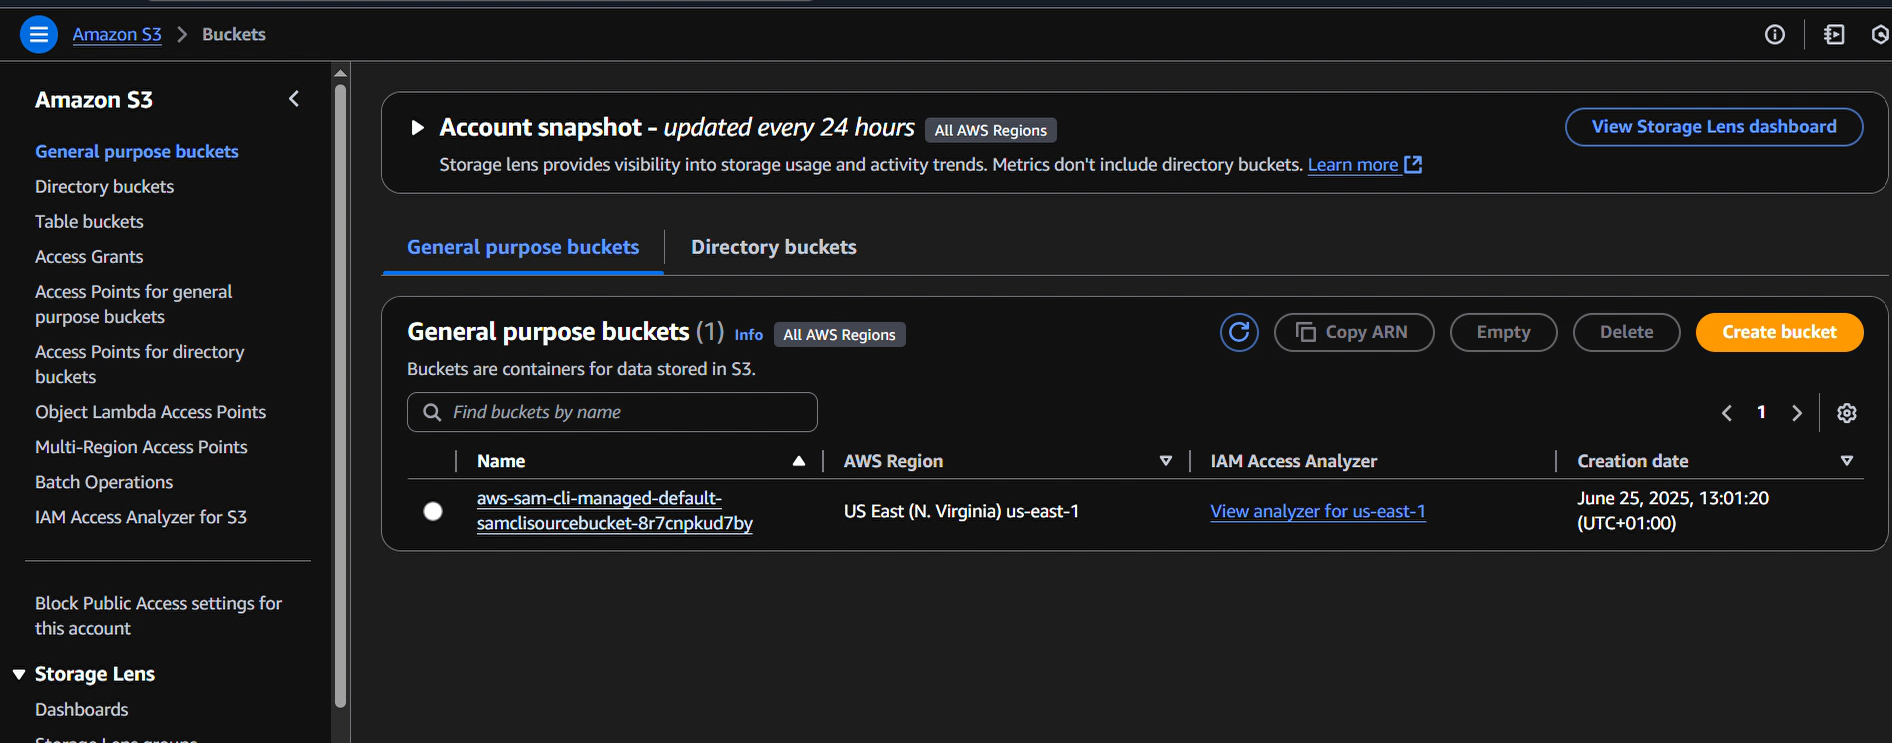 Amazon S3 > Buckets
Amazon S3
General purpose buckets
Directory buckets
Table buckets
Access Grants
Access Points for general
purpose buckets
Access Points for directory
buckets
Object Lambda Access Points
Multi-Region Access Points
Batch Operations
IAM Access Analyzer for S3
Block Public Access settings for
this account
Storage Lens
Dashboards
Storage Lens groups
Account snapshot - updated every 24 hours All AWS Regions
View Storage Lens dashboard
Storage lens provides visibility into storage usage and activity trends. Metrics don't include directory buckets. Learn more
General purpose buckets Directory buckets
General purpose buckets (1) Info All AWS Regions
Copy ARN Empty Delete Create bucket
Buckets are containers for data stored in S3.
Find buckets by name
1
Name AWS Region IAM Access Analyzer Creation date
aws-sam-cli-managed-default-
samclisourcebucket-8r7cnpkud7by
US East (N. Virginia) us-east-1
View analyzer for us-east-1
June 25, 2025, 13:01:20
(UTC+01:00)